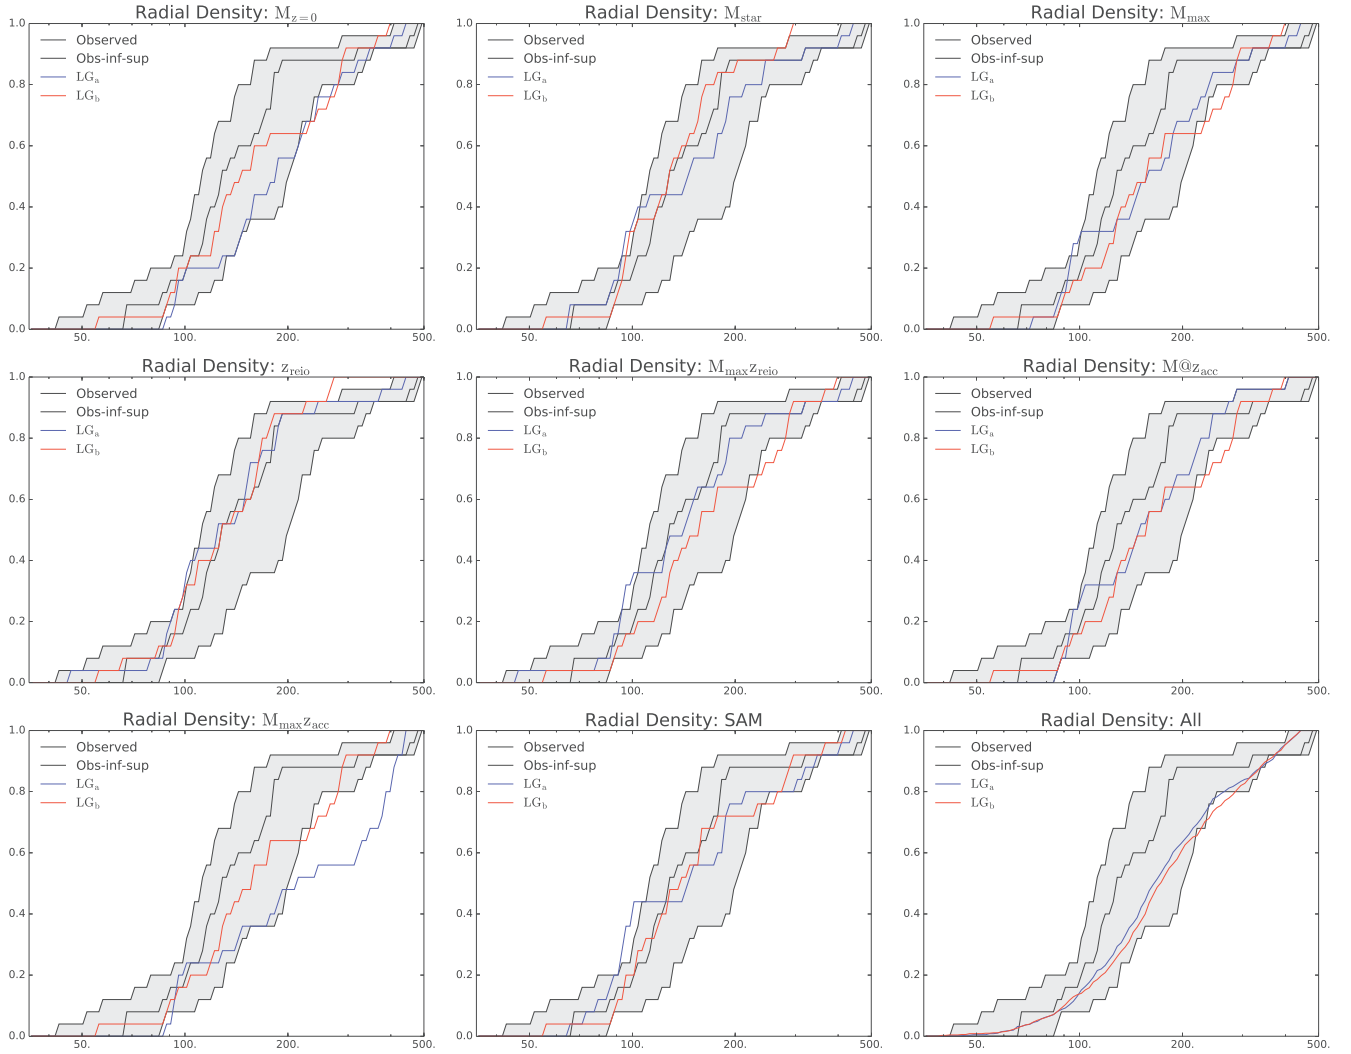 Radial Density: M_z=0
Observed
Obs-inf-sup
LG_a
LG_b
1.0
0.8
0.6
0.4
0.2
0.0
50.
100.
200.
500.
Radial Density: M_star
Observed
Obs-inf-sup
LG_a
LG_b
1.0
0.8
0.6
0.4
0.2
0.0
50.
100.
200.
500.
Radial Density: M_max
Observed
Obs-inf-sup
LG_a
LG_b
1.0
0.8
0.6
0.4
0.2
0.0
50.
100.
200.
500.
Radial Density: z_reio
Observed
Obs-inf-sup
LG_a
LG_b
1.0
0.8
0.6
0.4
0.2
0.0
50.
100.
200.
500.
Radial Density: M_max z_reio
Observed
Obs-inf-sup
LG_a
LG_b
1.0
0.8
0.6
0.4
0.2
0.0
50.
100.
200.
500.
Radial Density: M@z_acc
Observed
Obs-inf-sup
LG_a
LG_b
1.0
0.8
0.6
0.4
0.2
0.0
50.
100.
200.
500.
Radial Density: M_max z_acc
Observed
Obs-inf-sup
LG_a
LG_b
1.0
0.8
0.6
0.4
0.2
0.0
50.
100.
200.
500.
Radial Density: SAM
Observed
Obs-inf-sup
LG_a
LG_b
1.0
0.8
0.6
0.4
0.2
0.0
50.
100.
200.
500.
Radial Density: All
Observed
Obs-inf-sup
LG_a
LG_b
1.0
0.8
0.6
0.4
0.2
0.0
50.
100.
200.
500.